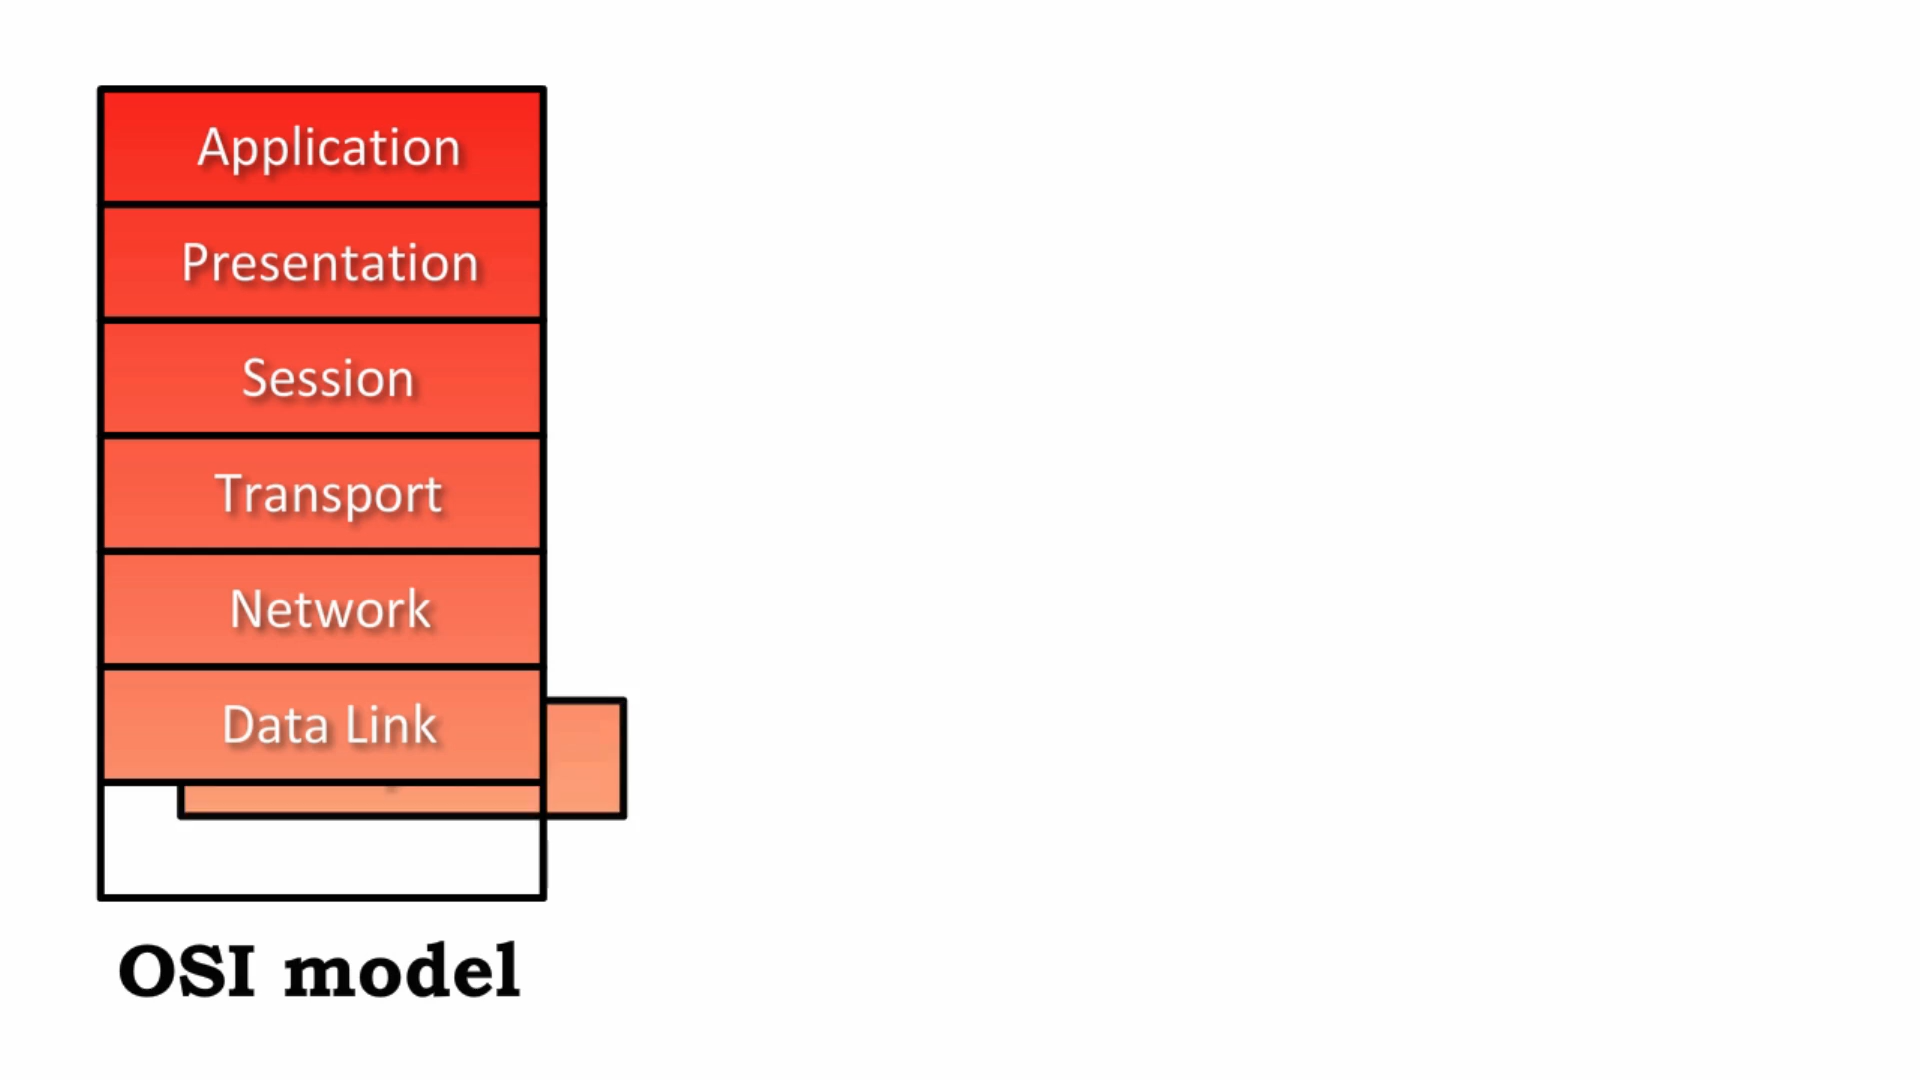 Application
Presentation
Session
Transport
Network
Data Link
OSI model